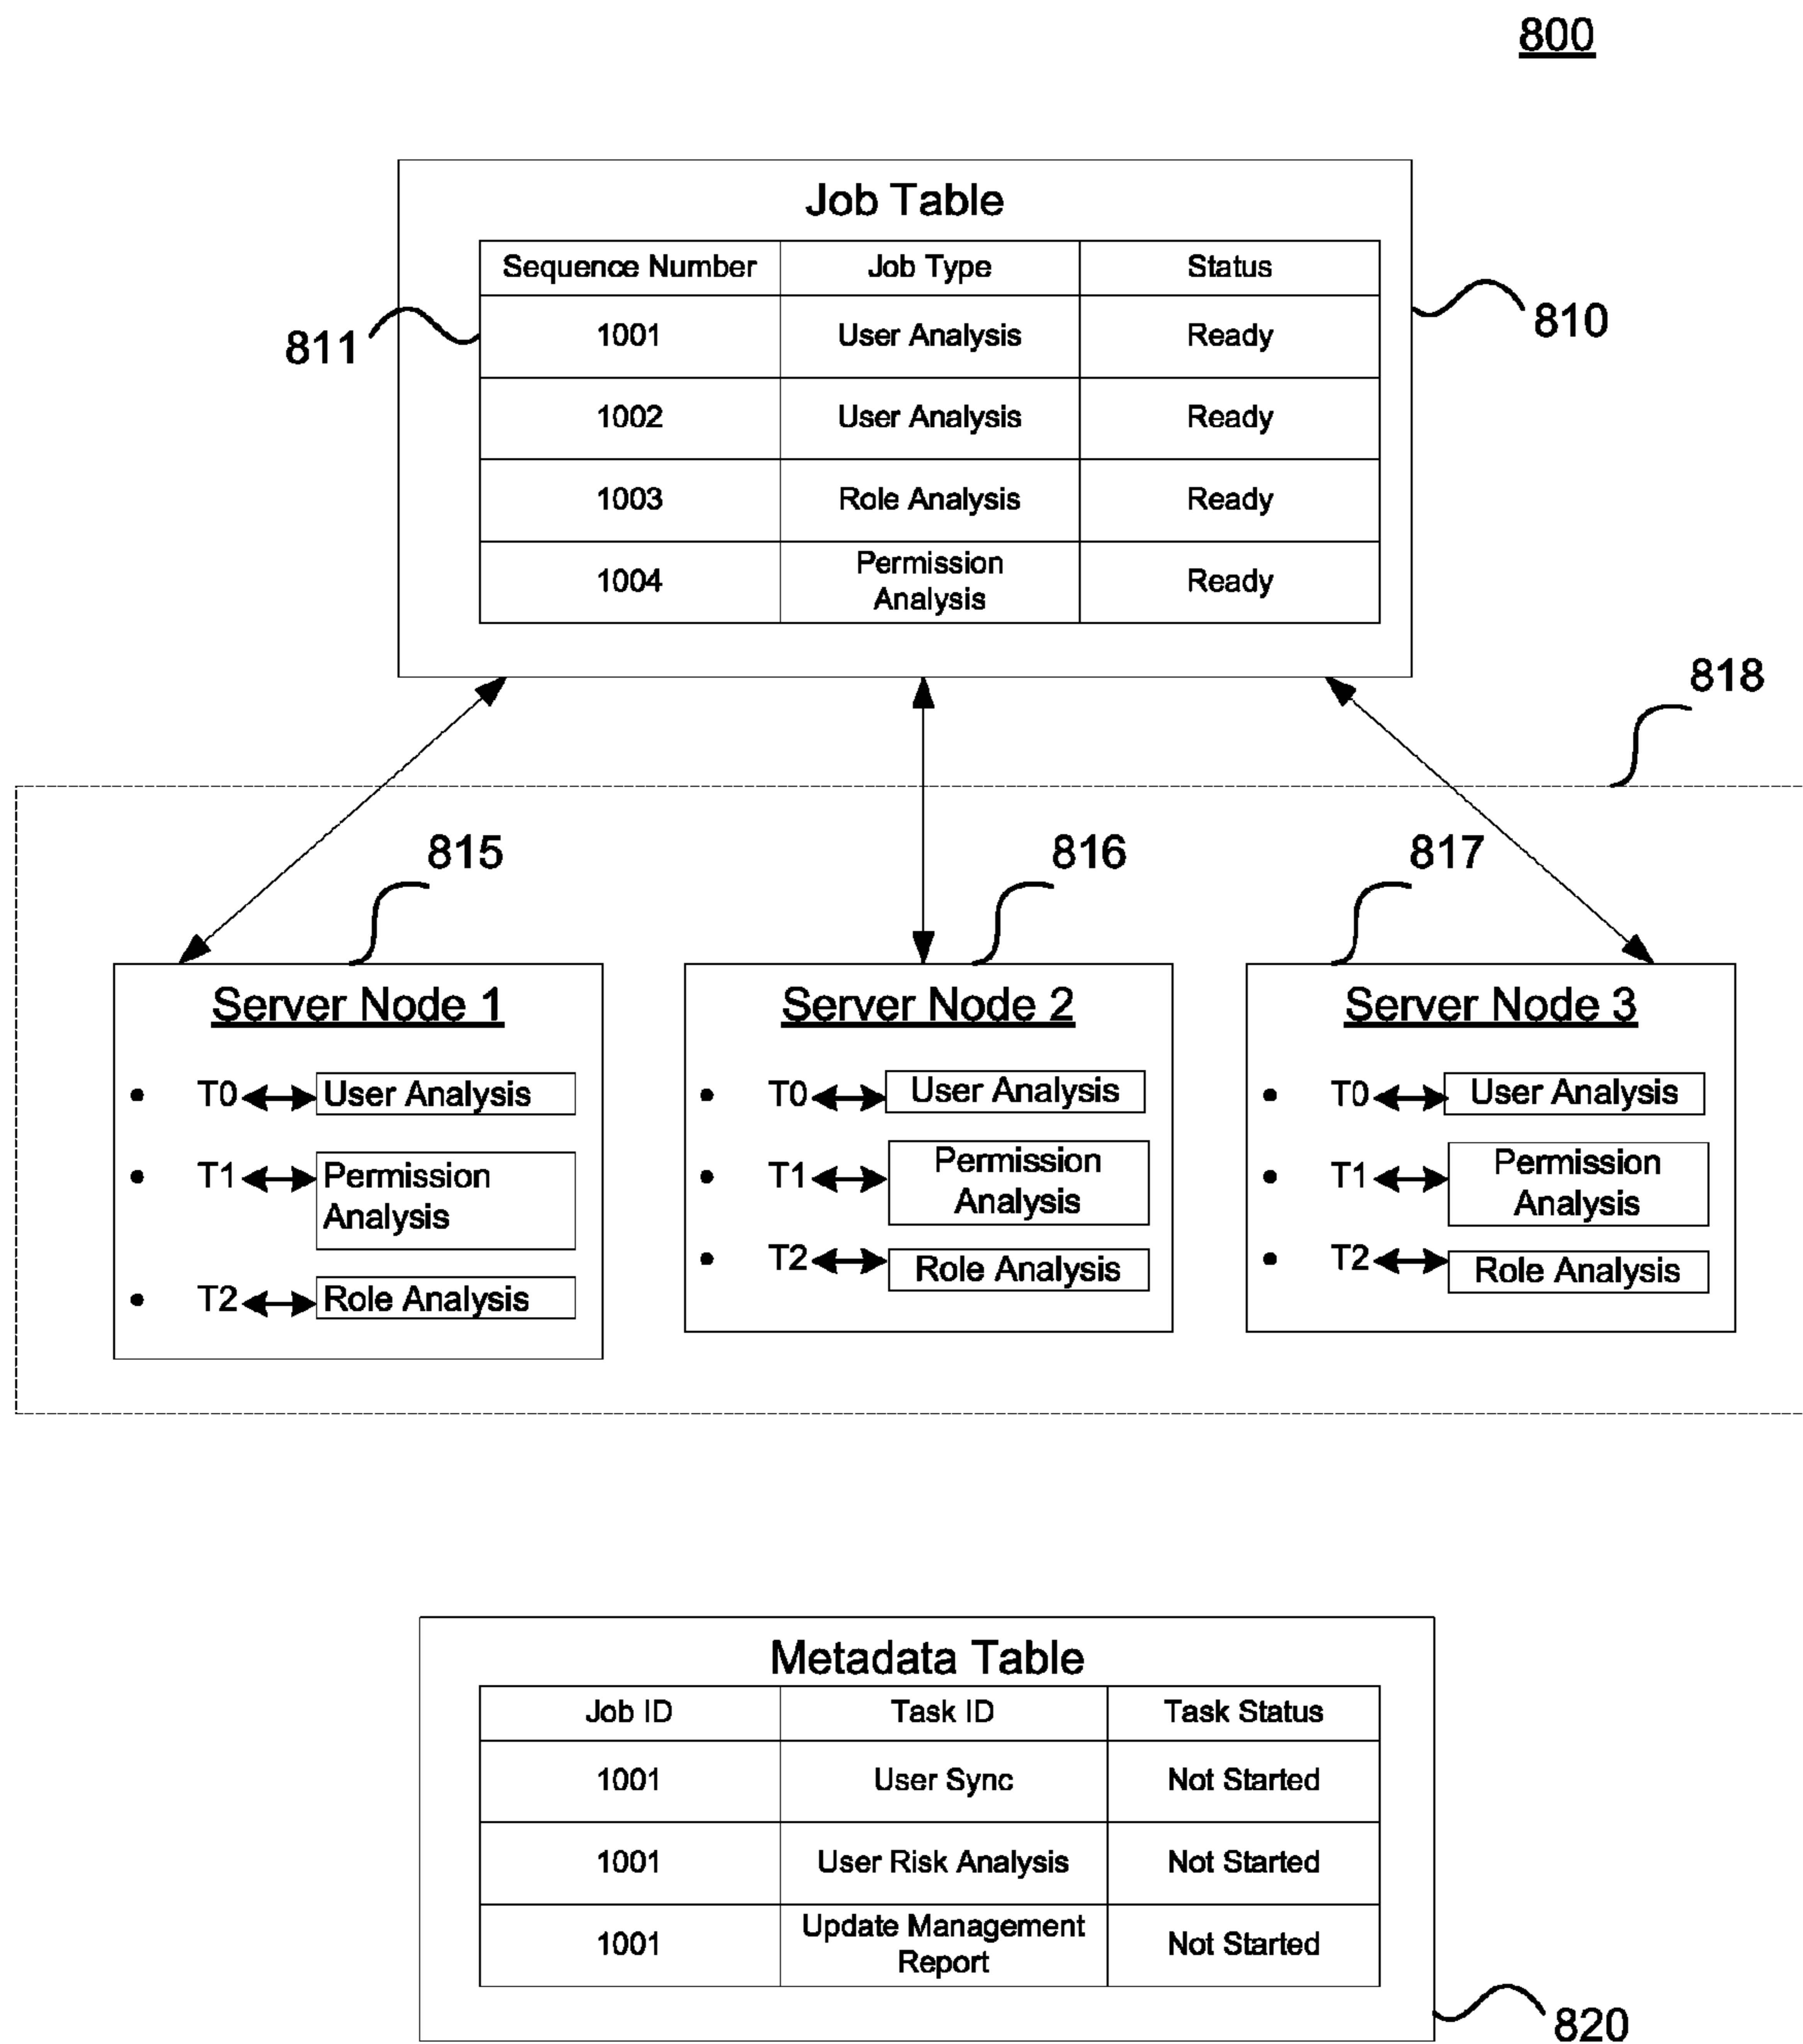 800
Job Table
Sequence Number Job Type Status
811 1001 User Analysis Ready 810
1002 User Analysis Ready
1003 Role Analysis Ready
Permission
1004 Analysis Ready
818
815 816 817
Server Node 1 Server Node 2 Server Node 3
• T0 User Analysis • T0 User Analysis • T0 User Analysis
• T1 Permission • T1 Permission • T1 Permission
Analysis Analysis Analysis
• T2 Role Analysis • T2 Role Analysis • T2 Role Analysis
Metadata Table
Job ID Task ID Task Status
1001 User Sync Not Started
1001 User Risk Analysis Not Started
Update Management
1001 Report Not Started
820